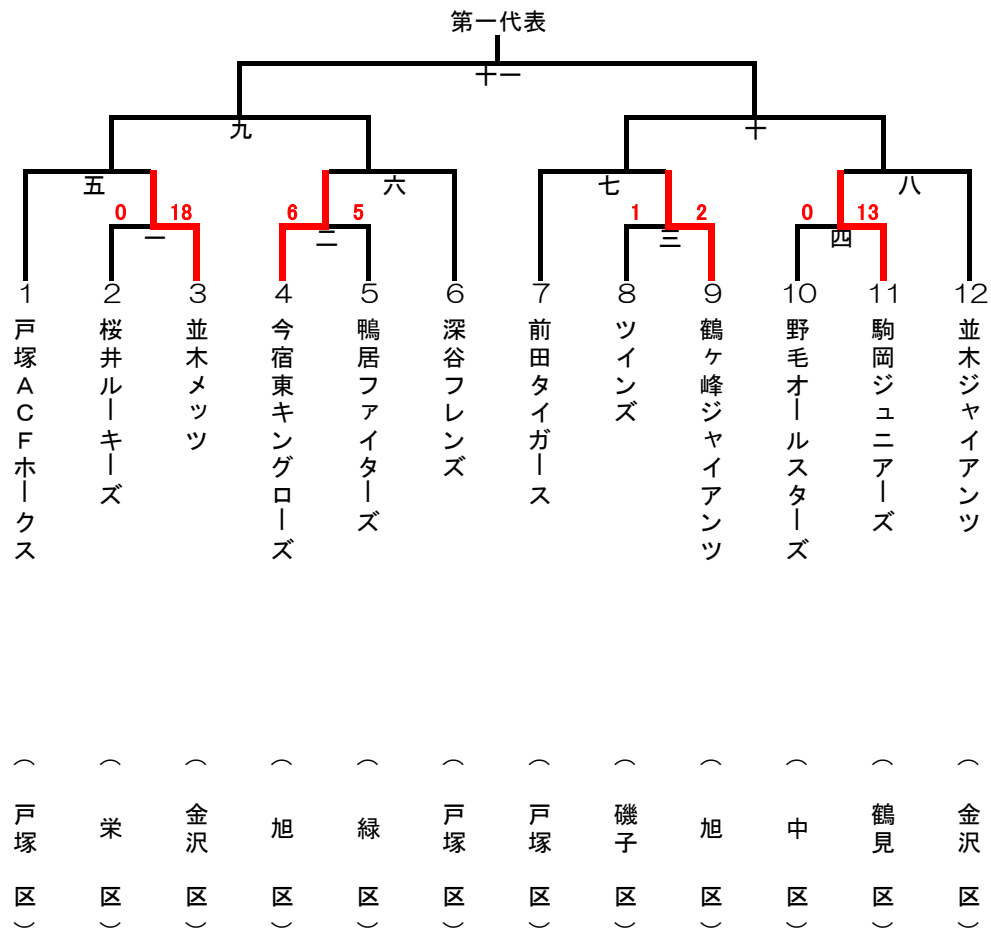 第一代表
十一
九
十
五
六
七
八
0
18
6
5
1
2
0
13
一
二
三
四
1
2
3
4
5
6
7
8
9
10
11
12
戸塚ACFホークス
桜井ルーキーズ
並木メッツ
今宿東キングローズ
鴨居ファイターズ
深谷フレンズ
前田タイガース
ツインズ
鶴ヶ峰ジャイアンツ
野毛オールスターズ
駒岡ジュニアーズ
並木ジャイアンツ
（戸塚区）
（栄区）
（金沢区）
（旭区）
（緑区）
（戸塚区）
（戸塚区）
（磯子区）
（旭区）
（中区）
（鶴見区）
（金沢区）